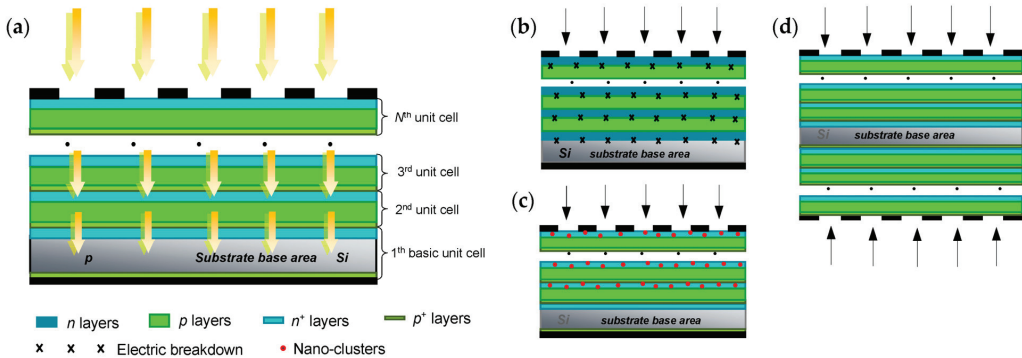 (a)
Nth unit cell
3rd unit cell
2nd unit cell
1th basic unit cell
p Substrate base area Si
n layers
p layers
n+ layers
p+ layers
x x x Electric breakdown
Nano-clusters
(b)
Si substrate base area
(c)
Si substrate base area
(d)
Si substrate base area